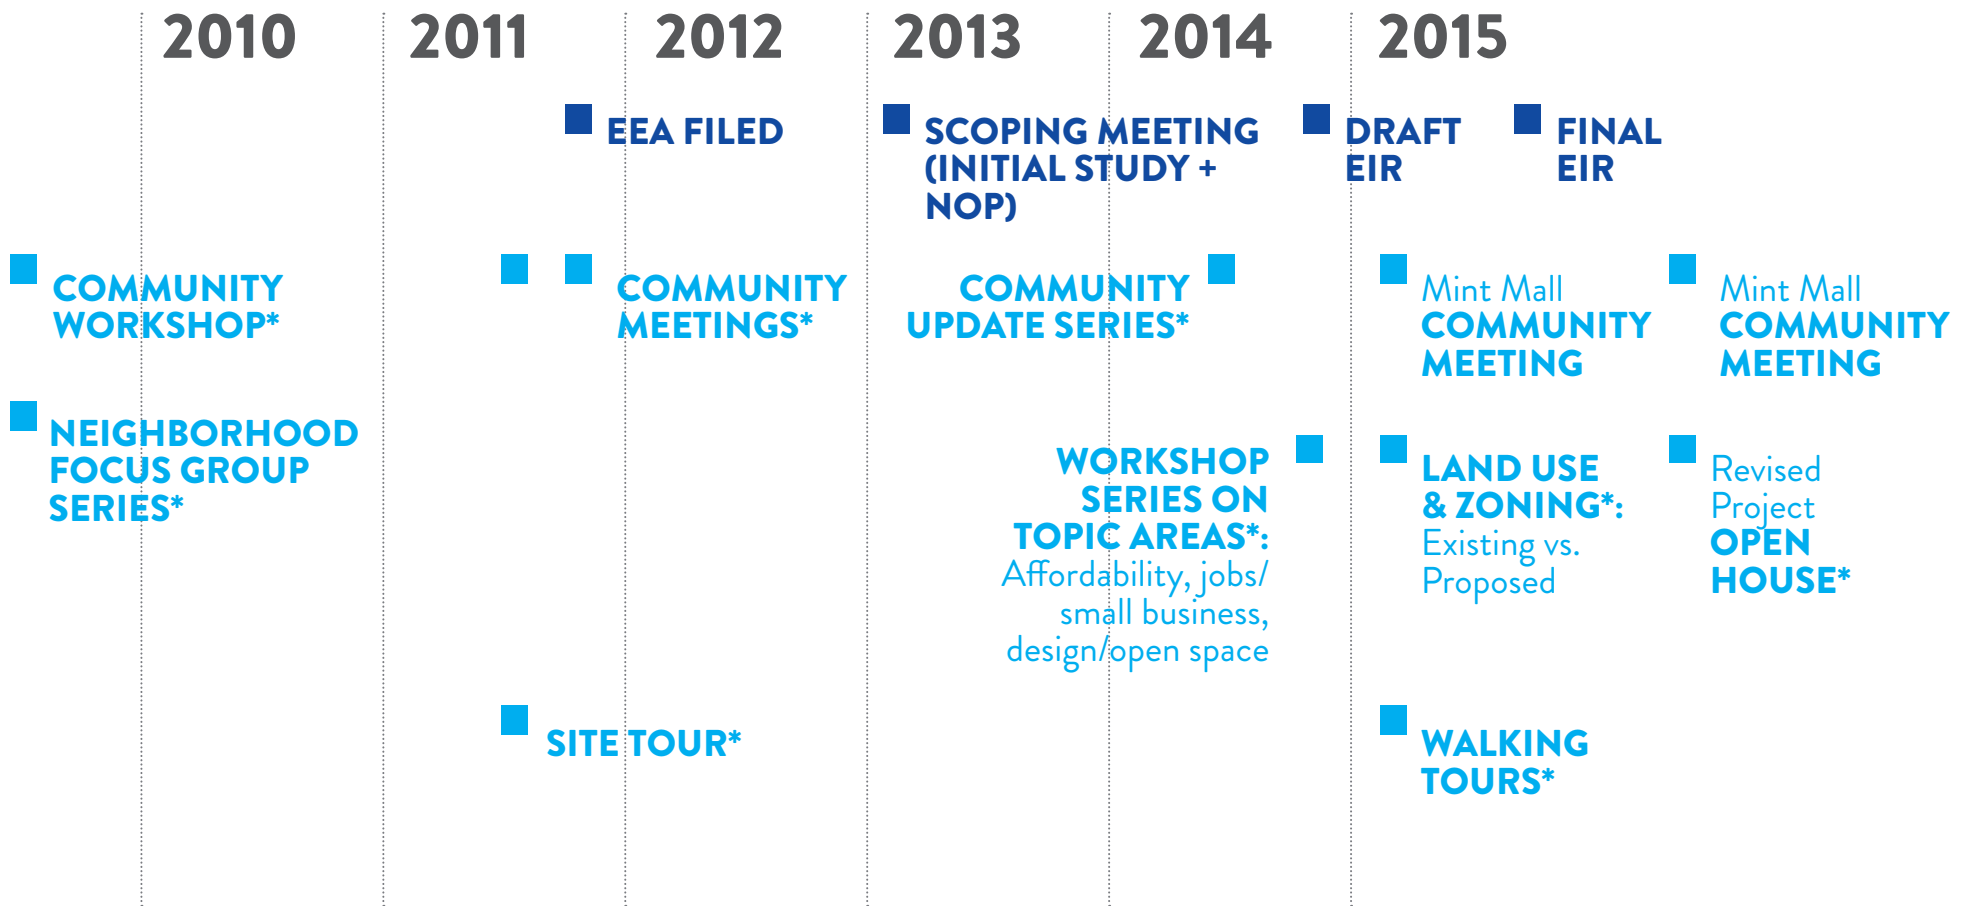 2010
2011
2012
2013
2014
2015
EEA FILED
SCOPING MEETING
(INITIAL STUDY +
NOP)
DRAFT
EIR
FINAL
EIR
COMMUNITY
WORKSHOP*
COMMUNITY
MEETINGS*
COMMUNITY
UPDATE SERIES*
Mint Mall
COMMUNITY
MEETING
Mint Mall
COMMUNITY
MEETING
NEIGHBORHOOD
FOCUS GROUP
SERIES*
WORKSHOP
SERIES ON
TOPIC AREAS*:
Affordability, jobs/
small business,
design/open space
LAND USE
& ZONING*:
Existing vs.
Proposed
Revised
Project
OPEN
HOUSE*
SITE TOUR*
WALKING
TOURS*